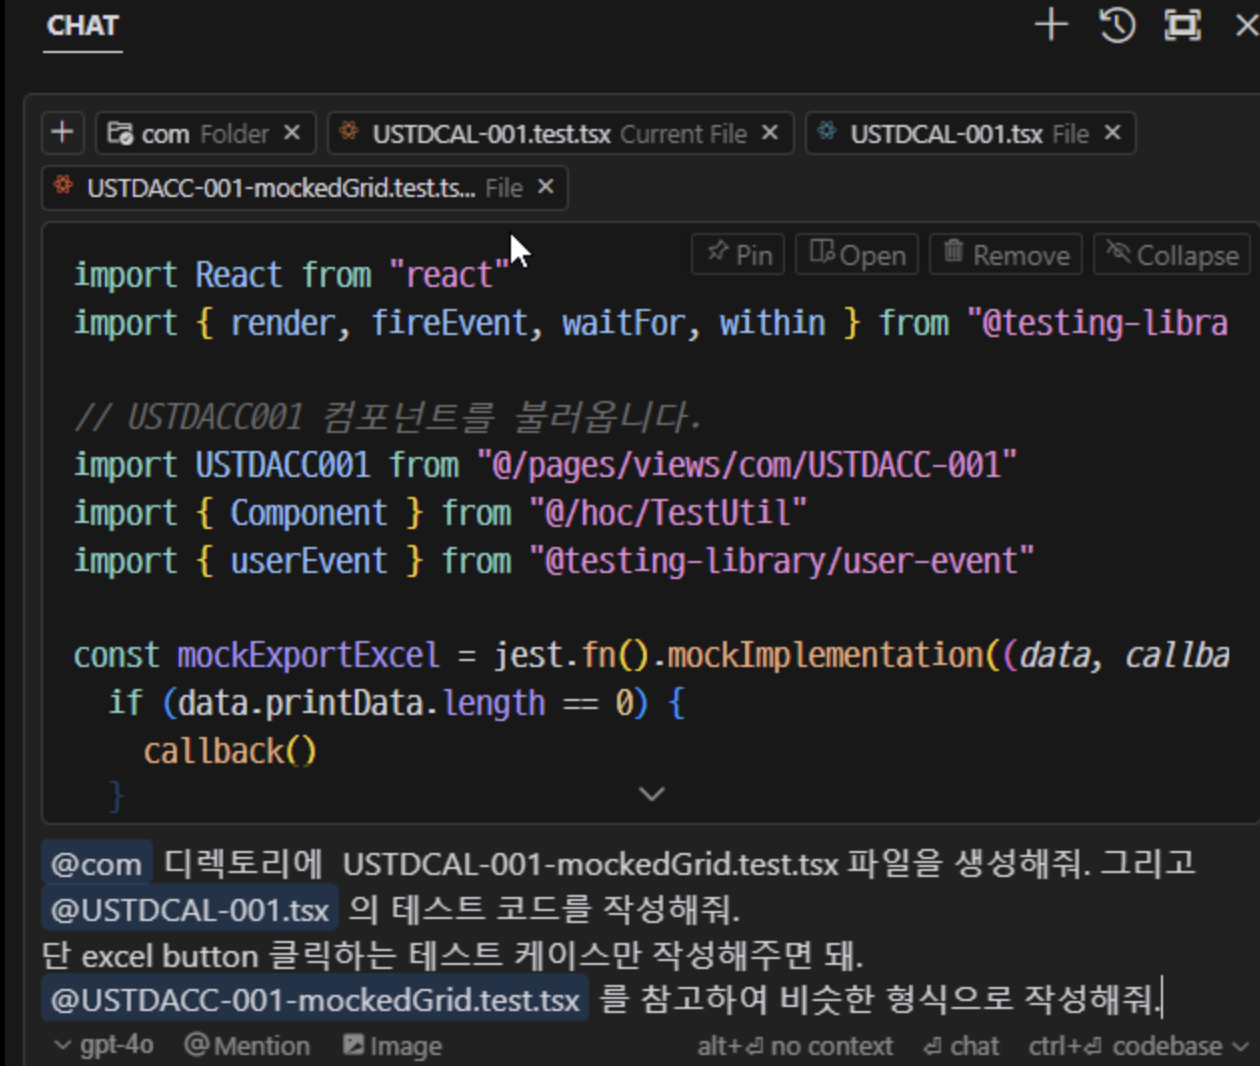 CHAT
com Folder
USTDCAL-001.test.tsx Current File
USTDCAL-001.tsx File
USTDACC-001-mockedGrid.test.ts... File
Pin Open Remove Collapse
import React from "react"
import { render, fireEvent, waitFor, within } from "@testing-libra
// USTDACC001 컴포넌트를 불러옵니다.
import USTDACC001 from "@/pages/views/com/USTDACC-001"
import { Component } from "@/hoc/TestUtil"
import { userEvent } from "@testing-library/user-event"
const mockExportExcel = jest.fn().mockImplementation((data, callba
if (data.printData.length == 0) {
callback()
}
@com 디렉토리에 USTDCAL-001-mockedGrid.test.tsx 파일을 생성해줘. 그리고
@USTDCAL-001.tsx 의 테스트 코드를 작성해줘.
단 excel button 클릭하는 테스트 케이스만 작성해주면 돼.
@USTDACC-001-mockedGrid.test.tsx 를 참고하여 비슷한 형식으로 작성해줘.
gpt-4o @Mention Image alt+⏎ no context ⏎ chat ctrl+⏎ codebase